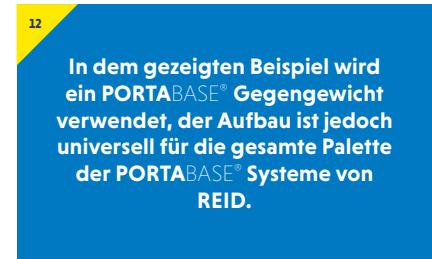 12
In dem gezeigten Beispiel wird
ein PORTABASE® Gegengewicht
verwendet, der Aufbau ist jedoch
universell für die gesamte Palette
der PORTABASE® Systeme von
REID.